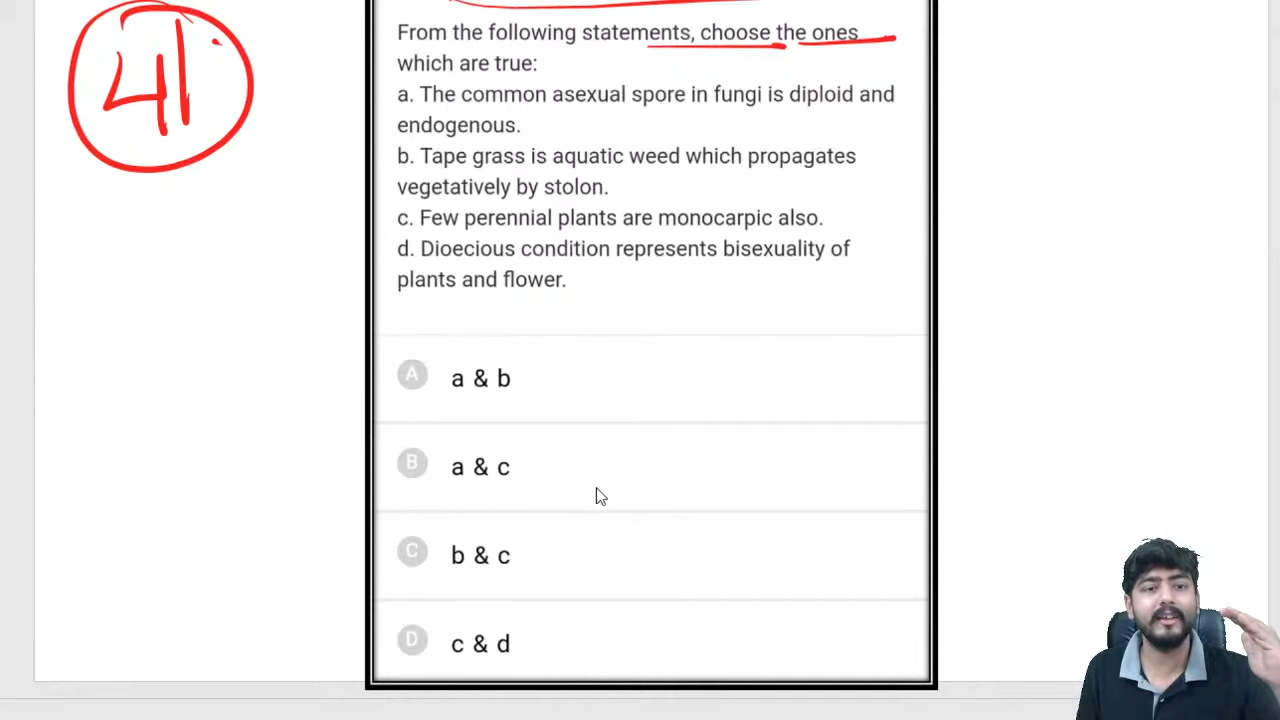 41
From the following statements, choose the ones
which are true:
a. The common asexual spore in fungi is diploid and
endogenous.
b. Tape grass is aquatic weed which propagates
vegetatively by stolon.
c. Few perennial plants are monocarpic also.
d. Dioecious condition represents bisexuality of
plants and flower.
A a & b
B a & c
C b & c
D c & d